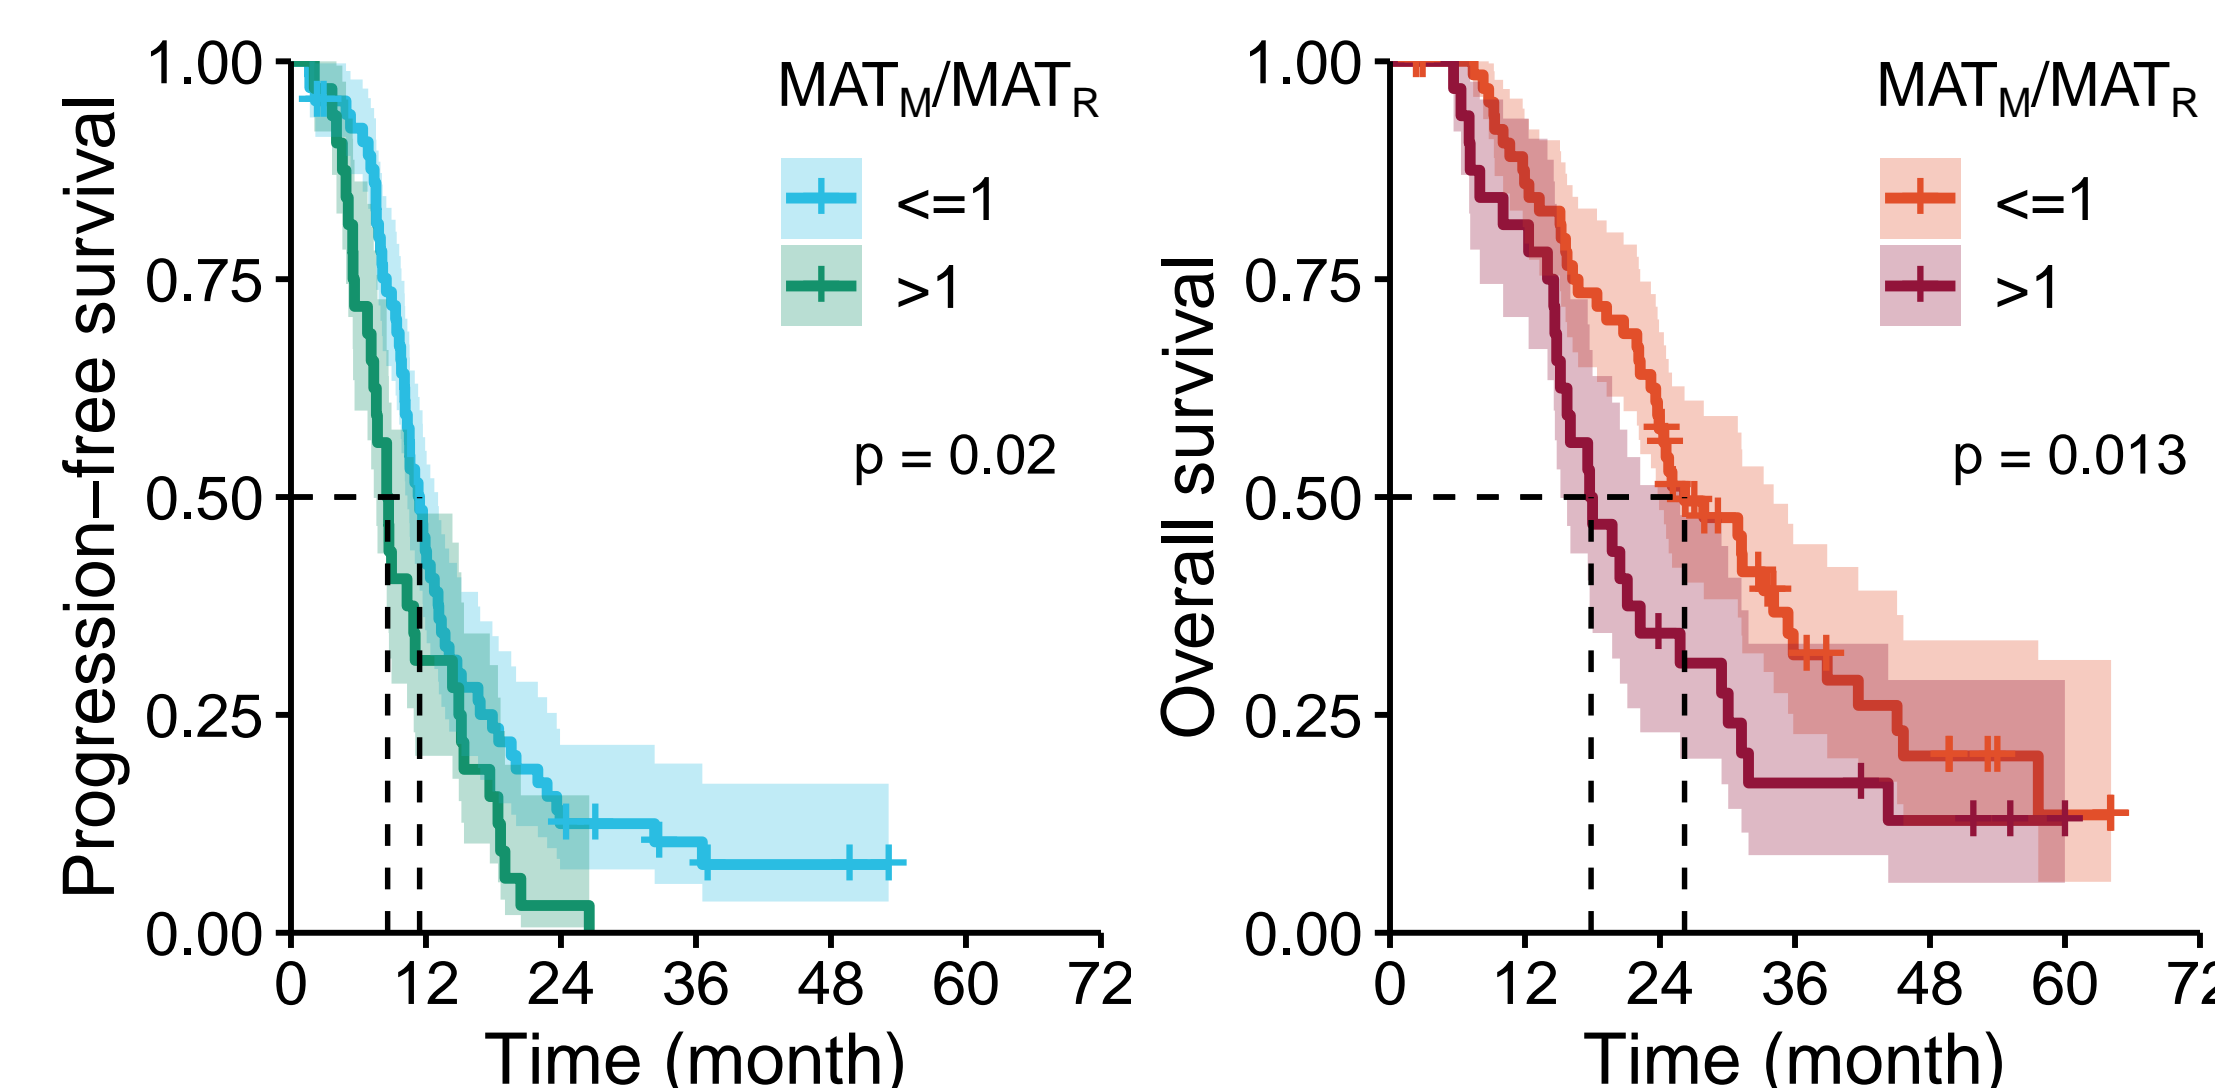 Progression−free survival
1.00
0.75
0.50
0.25
0.00
0 12 24 36 48 60 72
Time (month)
MATM/MATR
<=1
>1
p = 0.02
Overall survival
1.00
0.75
0.50
0.25
0.00
0 12 24 36 48 60 72
Time (month)
MATM/MATR
<=1
>1
p = 0.013